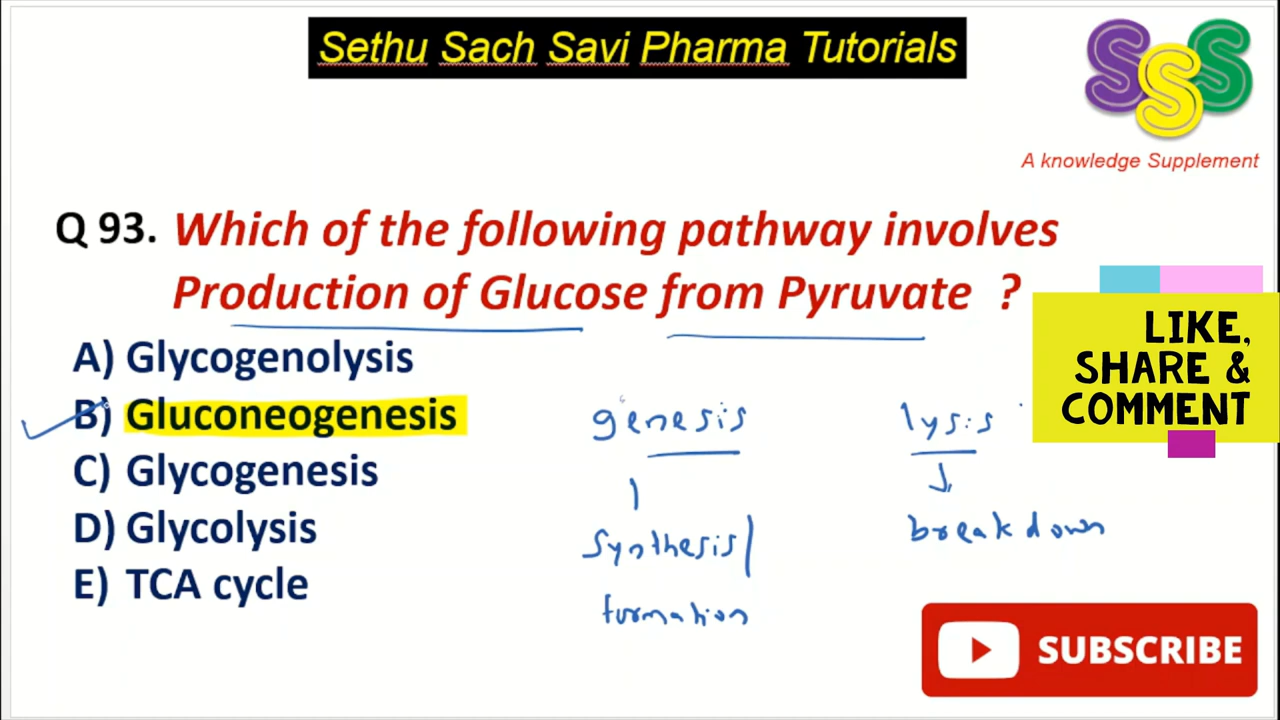 Sethu Sach Savi Pharma Tutorials
SSS
A knowledge Supplement
Q 93. Which of the following pathway involves
Production of Glucose from Pyruvate ?
A) Glycogenolysis
B) Gluconeogenesis
C) Glycogenesis
D) Glycolysis
E) TCA cycle
genesis
synthesis/
formation
lysis
breakdown
LIKE,
SHARE &
COMMENT
SUBSCRIBE